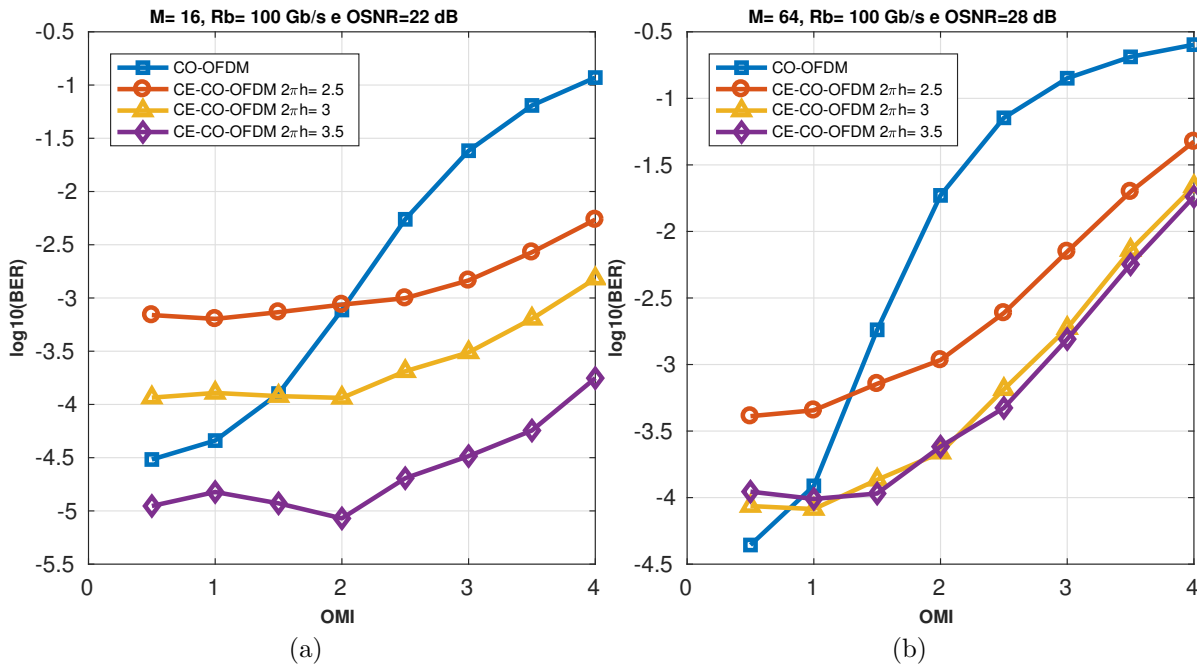 M= 16, Rb= 100 Gb/s e OSNR=22 dB
-0.5
-1
-1.5
-2
-2.5
-3
-3.5
-4
-4.5
-5
-5.5
log10(BER)
CO-OFDM
CE-CO-OFDM 2πh= 2.5
CE-CO-OFDM 2πh= 3
CE-CO-OFDM 2πh= 3.5
0 1 2 3 4
OMI
(a)
M= 64, Rb= 100 Gb/s e OSNR=28 dB
-0.5
-1
-1.5
-2
-2.5
-3
-3.5
-4
-4.5
log10(BER)
CO-OFDM
CE-CO-OFDM 2πh= 2.5
CE-CO-OFDM 2πh= 3
CE-CO-OFDM 2πh= 3.5
0 1 2 3 4
OMI
(b)